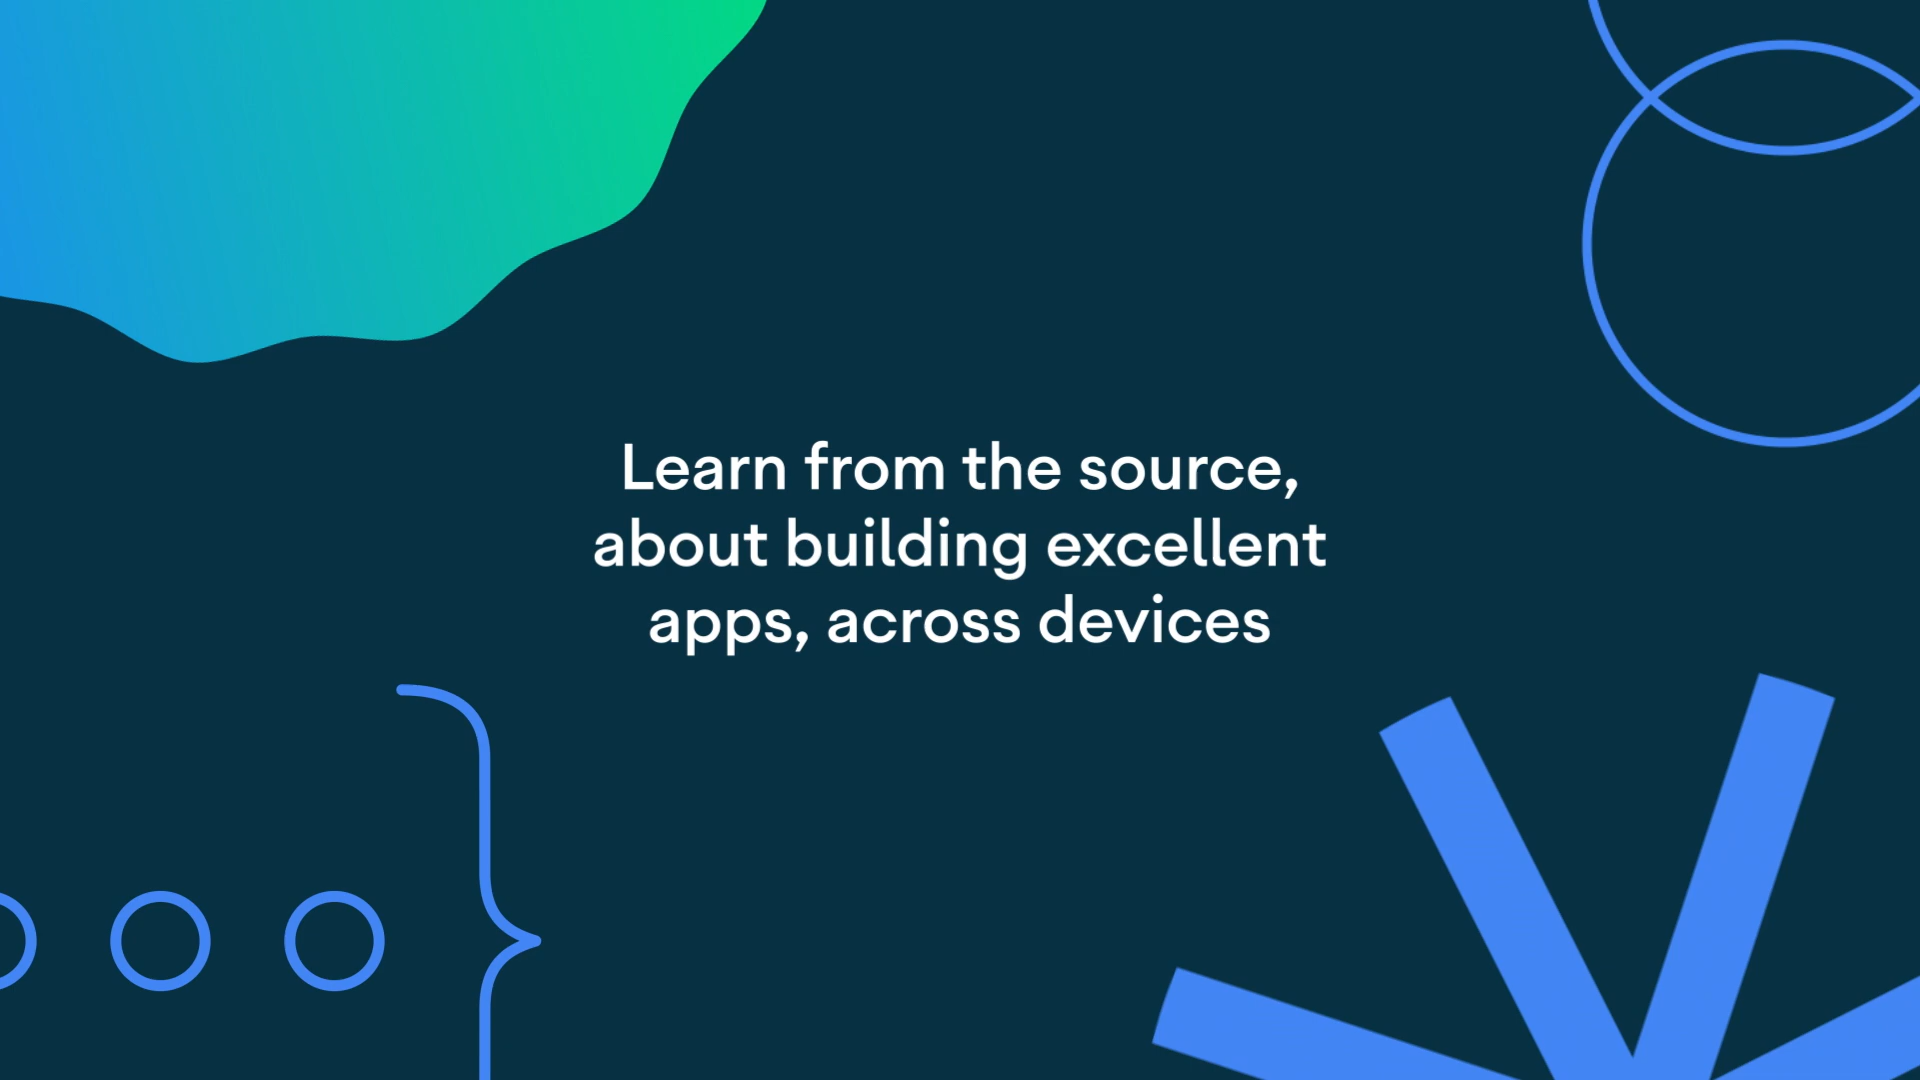 Learn from the source,
about building excellent
apps, across devices